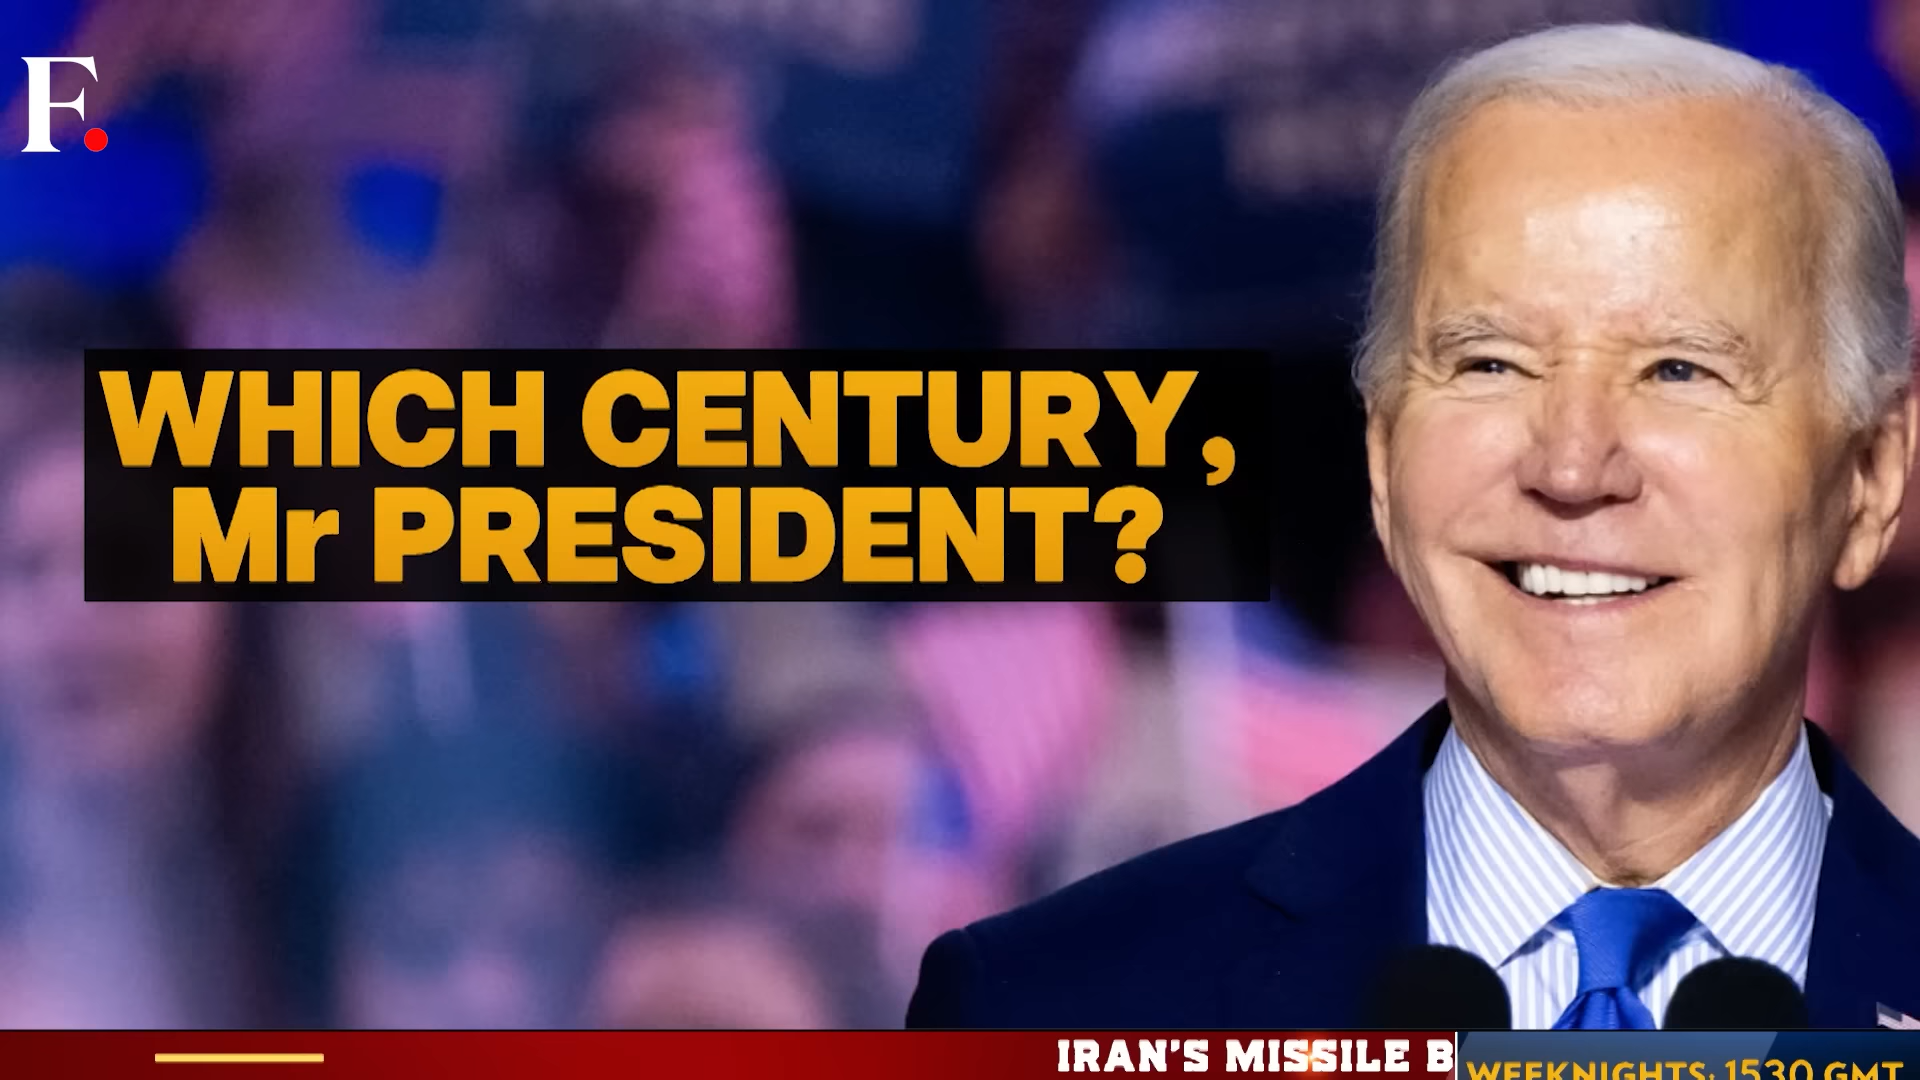 F.
WHICH CENTURY,
Mr PRESIDENT?
IRAN'S MISSILE B
WEEKNIGHTS: 1530 GMT